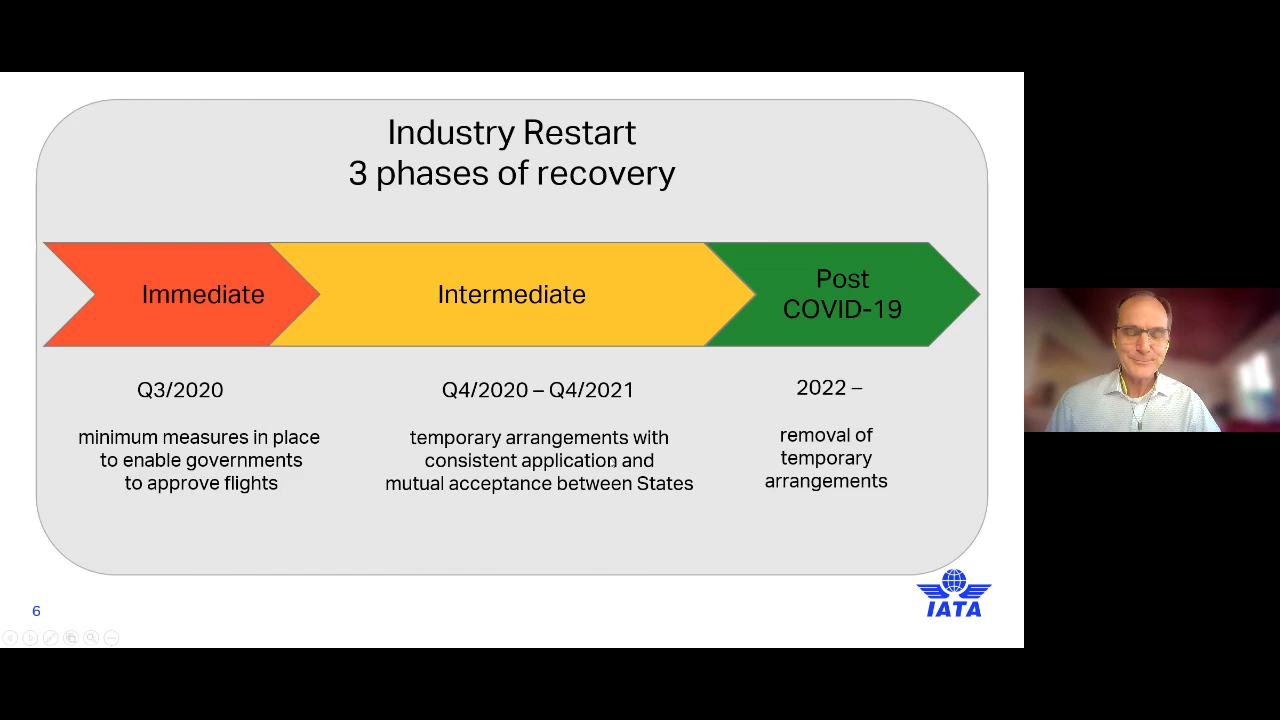 Industry Restart
3 phases of recovery
Immediate
Intermediate
Post
COVID-19
Q3/2020
Q4/2020 – Q4/2021
2022 –
minimum measures in place
to enable governments
to approve flights
temporary arrangements with
consistent application and
mutual acceptance between States
removal of
temporary
arrangements
6
IATA